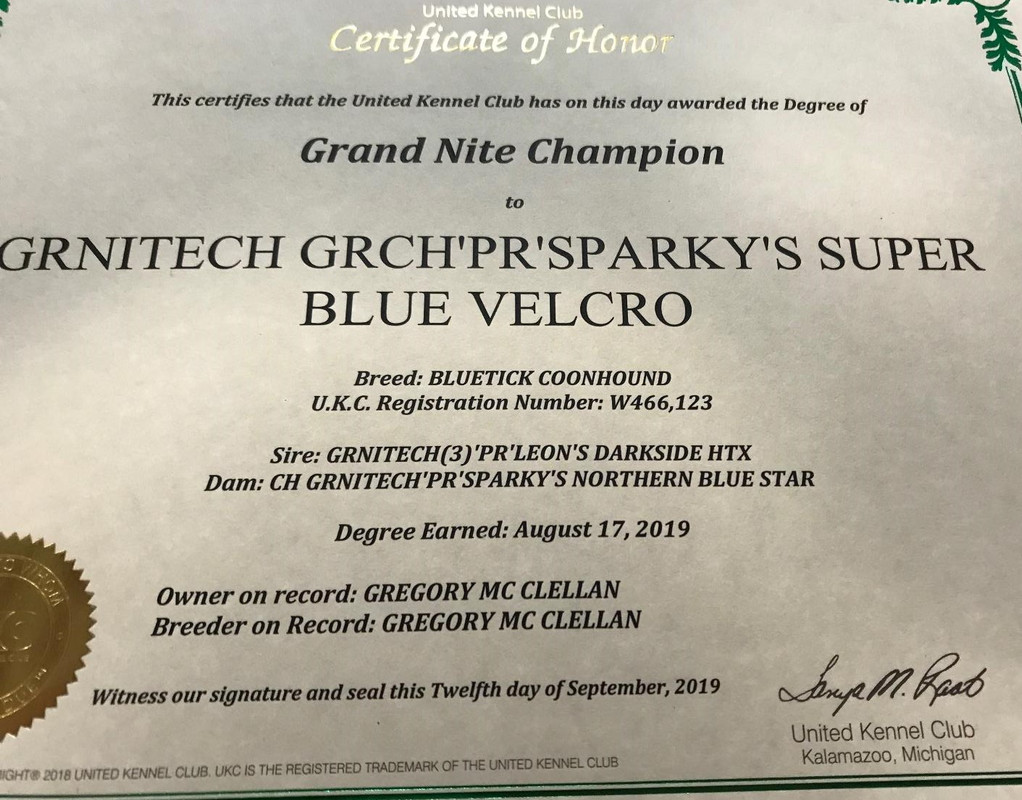 United Kennel Club
Certificate of Honor
This certifies that the United Kennel Club has on this day awarded the Degree of
Grand Nite Champion
to
GRNITECH GRCH'PR'SPARKY'S SUPER
BLUE VELCRO
Breed: BLUETICK COONHOUND
U.K.C. Registration Number: W466,123
Sire: GRNITECH(3)'PR'LEON'S DARKSIDE HTX
Dam: CH GRNITECH'PR'SPARKY'S NORTHERN BLUE STAR
Degree Earned: August 17, 2019
Owner on record: GREGORY MC CLELLAN
Breeder on Record: GREGORY MC CLELLAN
Witness our signature and seal this Twelfth day of September, 2019
United Kennel Club
Kalamazoo, Michigan
IGHT® 2018 UNITED KENNEL CLUB. UKC IS THE REGISTERED TRADEMARK OF THE UNITED KENNEL CLUB